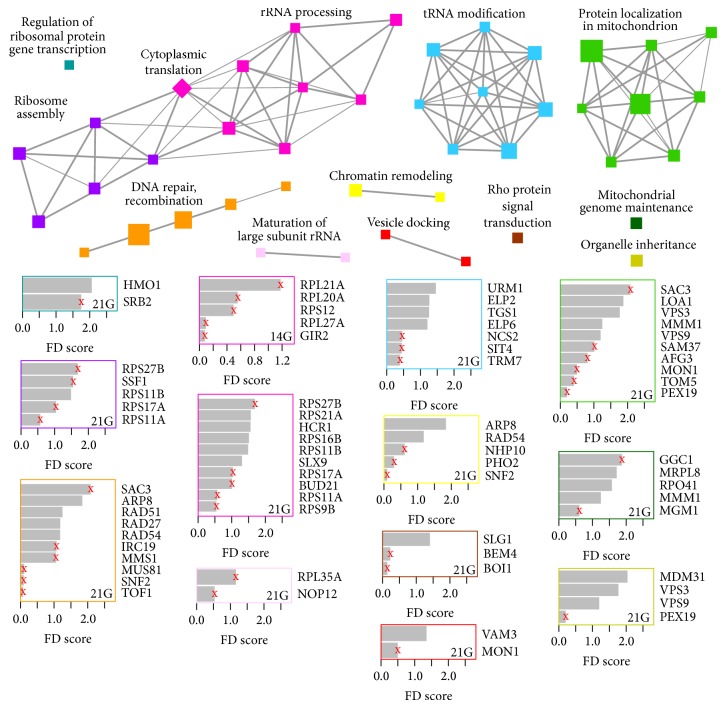 Regulation of
ribosomal protein
gene transcription
rRNA processing
Cytoplasmic
translation
tRNA modification
Protein localization
in mitochondrion
Ribosome
assembly
DNA repair,
recombination
Chromatin remodeling
Maturation of
large subunit rRNA
Vesicle docking
Rho protein
signal
transduction
Mitochondrial
genome maintenance
Organelle inheritance
HMO1
x SRB2
21G
0.0 1.0 2.0
FD score
x RPS27B
x SSF1
RPS11B
x RPS17A
x RPS11A
21G
0.0 1.0 2.0
FD score
x SAC3
ARP8
RAD51
RAD27
RAD54
x IRC19
x MMS1
x MUS81
x SNF2
x TOF1
21G
0.0 1.0 2.0
FD score
x RPL21A
x RPL20A
x RPS12
x RPL27A
x GIR2
14G
0.0 0.4 0.8 1.2
FD score
x RPS27B
RPS21A
HCR1
RPS16B
RPS11B
SLX9
x RPS17A
x BUD21
x RPS11A
x RPS9B
21G
0.0 1.0 2.0
FD score
x RPL35A
x NOP12
21G
0.0 1.0 2.0
FD score
URM1
ELP2
TGS1
ELP6
x NCS2
x SIT4
x TRM7
21G
0.0 1.0 2.0
FD score
ARP8
RAD54
x NHP10
x PHO2
x SNF2
21G
0.0 1.0 2.0
FD score
SLG1
x BEM4
x BOI1
21G
0.0 1.0 2.0
FD score
VAM3
x MON1
21G
0.0 1.0 2.0
FD score
x SAC3
LOA1
VPS3
MMM1
VPS9
x SAM37
x AFG3
x MON1
x TOM5
x PEX19
21G
0.0 1.0 2.0
FD score
x GGC1
MRPL8
RPO41
MMM1
x MGM1
21G
0.0 1.0 2.0
FD score
MDM31
VPS3
VPS9
x PEX19
21G
0.0 1.0 2.0
FD score